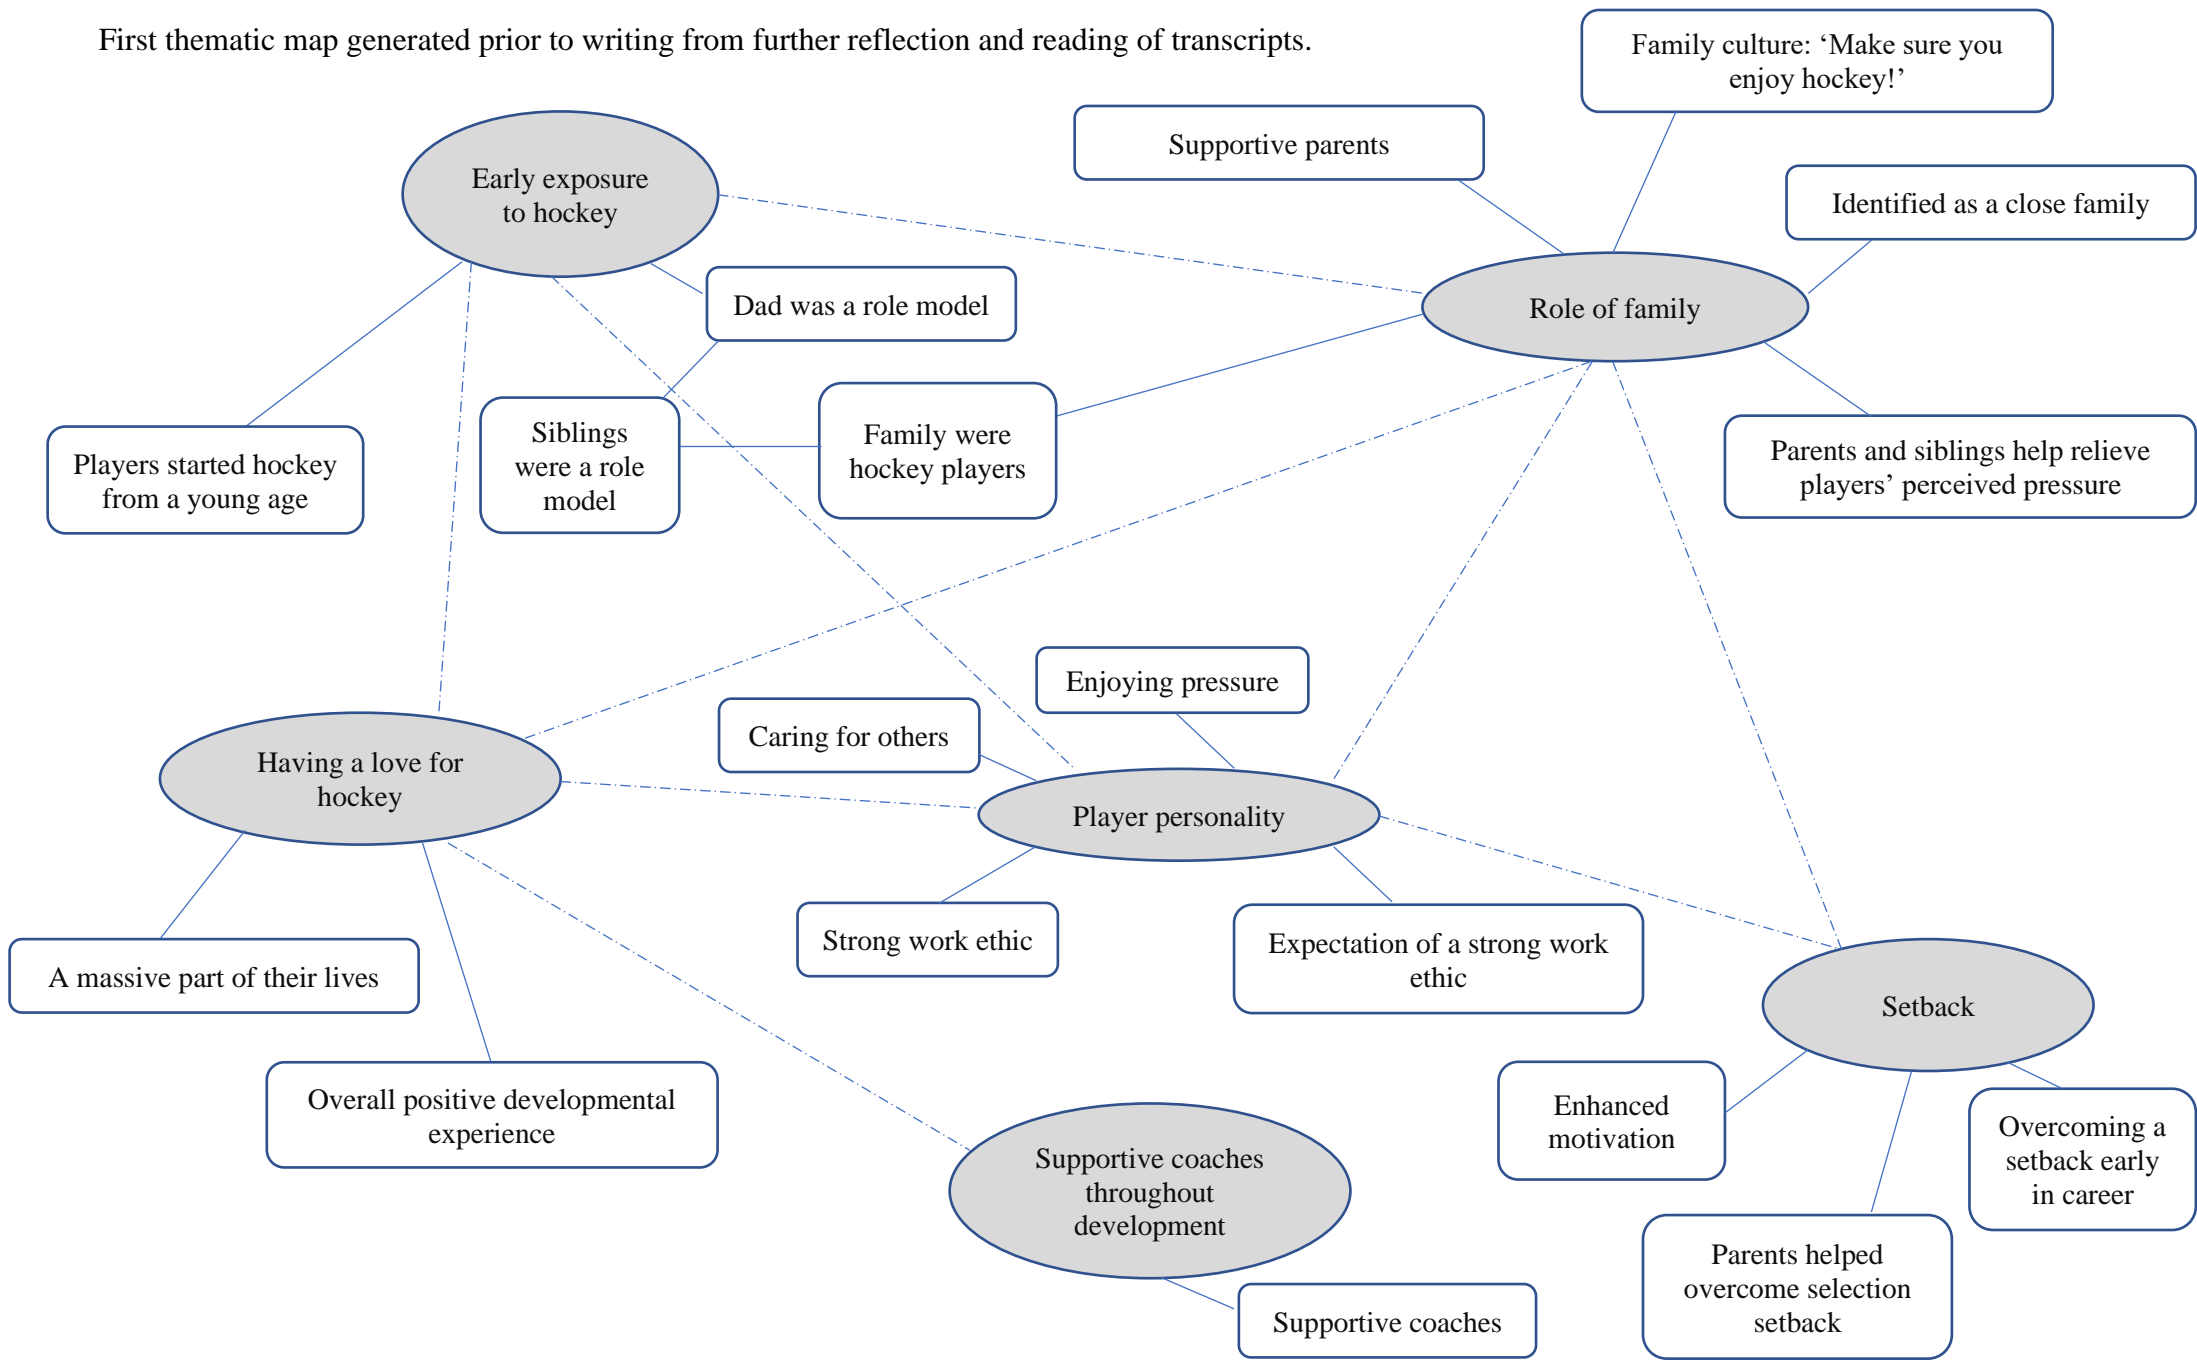 First thematic map generated prior to writing from further reflection and reading of transcripts.
Family culture: ‘Make sure you
enjoy hockey!’
Supportive parents
Early exposure
to hockey
Identified as a close family
Dad was a role model
Role of family
Players started hockey
from a young age
Siblings
were a role
model
Family were
hockey players
Parents and siblings help relieve
players’ perceived pressure
Enjoying pressure
Caring for others
Having a love for
hockey
Player personality
Strong work ethic
Expectation of a strong work
ethic
A massive part of their lives
Setback
Overall positive developmental
experience
Supportive coaches
throughout
development
Enhanced
motivation
Overcoming a
setback early
in career
Parents helped
overcome selection
setback
Supportive coaches